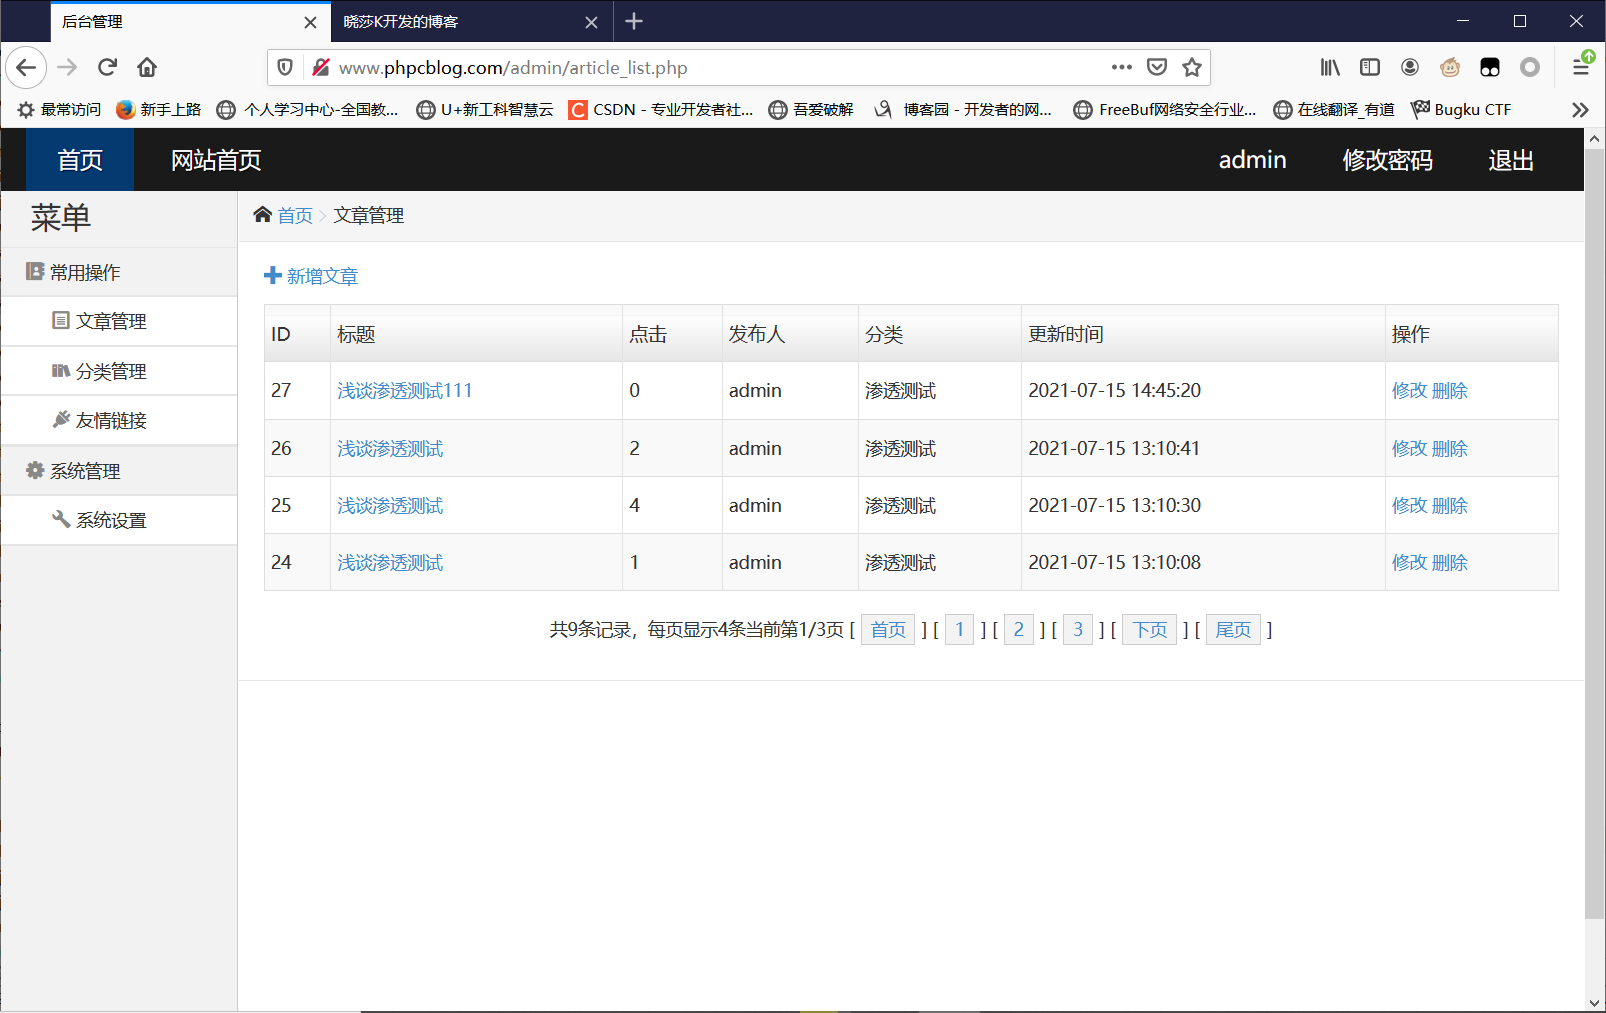 后台管理
晓莎K开发的博客
www.phpcblog.com/admin/article_list.php
最常访问 新手上路 个人学习中心-全国教... U+新工科智慧云 CSDN - 专业开发者社... 吾爱破解 博客园 - 开发者的网... FreeBuf网络安全行业... 在线翻译_有道 Bugku CTF
首页 网站首页 admin 修改密码 退出
菜单
首页 文章管理
常用操作
文章管理
分类管理
友情链接
系统管理
系统设置
新增文章
ID 标题 点击 发布人 分类 更新时间 操作
27 浅谈渗透测试111 0 admin 渗透测试 2021-07-15 14:45:20 修改 删除
26 浅谈渗透测试 2 admin 渗透测试 2021-07-15 13:10:41 修改 删除
25 浅谈渗透测试 4 admin 渗透测试 2021-07-15 13:10:30 修改 删除
24 浅谈渗透测试 1 admin 渗透测试 2021-07-15 13:10:08 修改 删除
共9条记录，每页显示4条当前第1/3页 [ 首页 ] [ 1 ] [ 2 ] [ 3 ] [ 下页 ] [ 尾页 ]